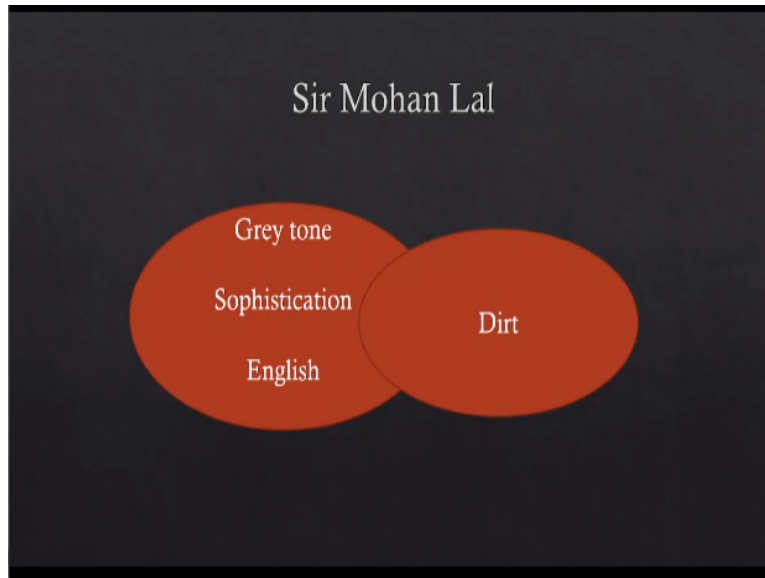 Sir Mohan Lal
Grey tone
Sophistication
English
Dirt